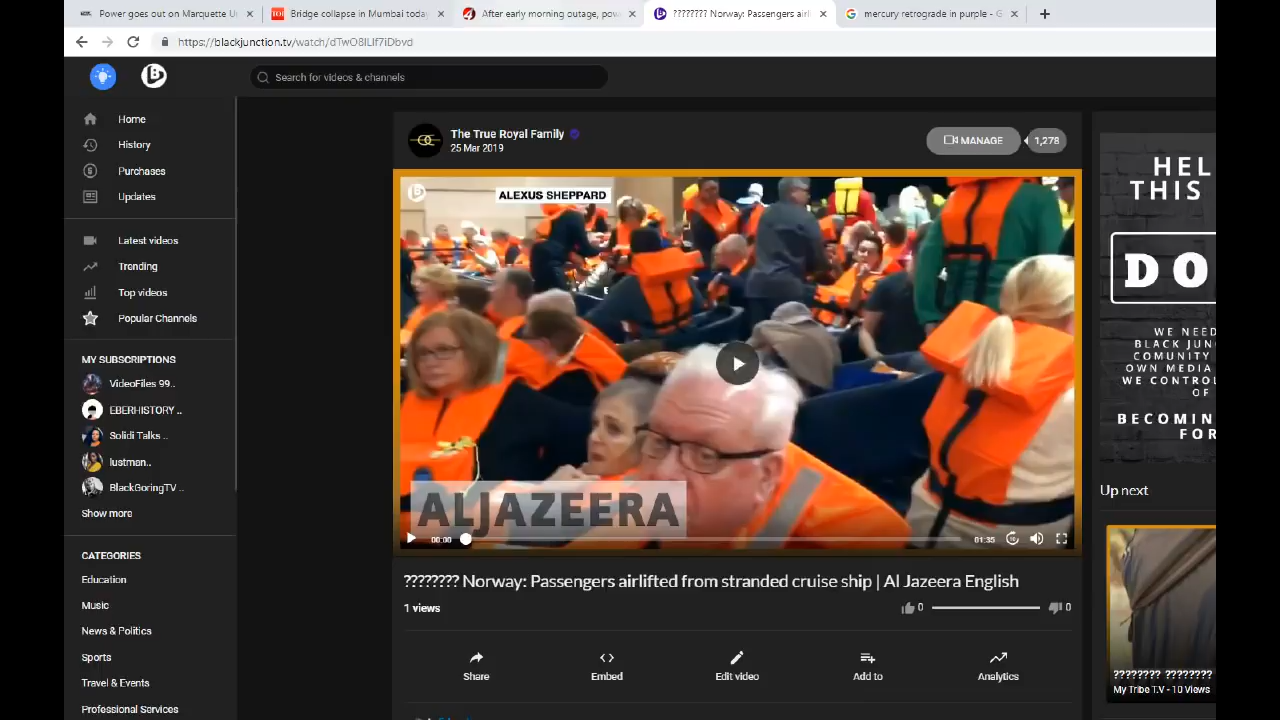 Power goes out on Marquette U
Bridge collapse in Mumbai today
After early morning outage, pow
???????? Norway: Passengers airl
mercury retrograde in purple - G
https://blackjunction.tv/watch/dTwO8lLlf7iDbvd
Search for videos & channels
Home
History
Purchases
Updates
Latest videos
Trending
Top videos
Popular Channels
MY SUBSCRIPTIONS
VideoFiles 99..
EBERHISTORY ..
Solidi Talks ..
lustman..
BlackGoringTV ..
Show more
CATEGORIES
Education
Music
News & Politics
Sports
Travel & Events
Professional Services
The True Royal Family
25 Mar 2019
MANAGE
1,278
ALEXUS SHEPPARD
ALJAZEERA
00:00
01:35
10
???????? Norway: Passengers airlifted from stranded cruise ship | Al Jazeera English
1 views
0
0
Share
Embed
Edit video
Add to
Analytics
HEL
THIS
DO
WE NEED
BLACK JUN
COMUNITY
OWN MEDIA
WE CONTROL
OF
BECOMIN
FOR
Up next
???????? ????????
My Tribe T.V - 10 Views